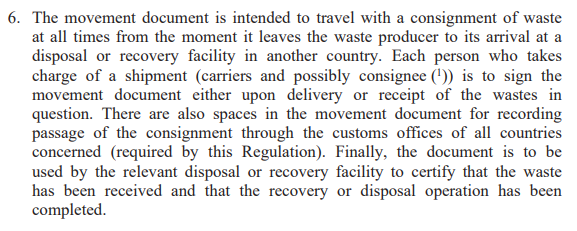 6. The movement document is intended to travel with a consignment of waste
at all times from the moment it leaves the waste producer to its arrival at a
disposal or recovery facility in another country. Each person who takes
charge of a shipment (carriers and possibly consignee (¹)) is to sign the
movement document either upon delivery or receipt of the wastes in
question. There are also spaces in the movement document for recording
passage of the consignment through the customs offices of all countries
concerned (required by this Regulation). Finally, the document is to be
used by the relevant disposal or recovery facility to certify that the waste
has been received and that the recovery or disposal operation has been
completed.